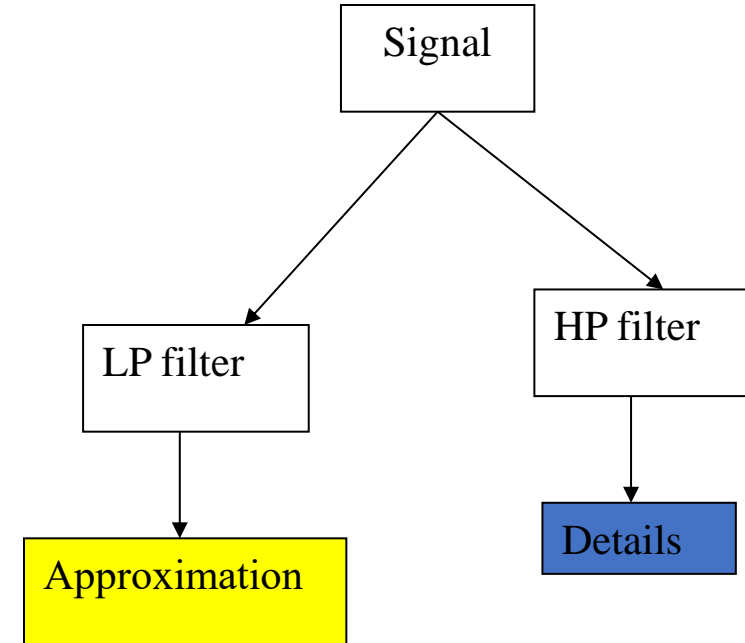 Signal
LP filter
HP filter
Approximation
Details